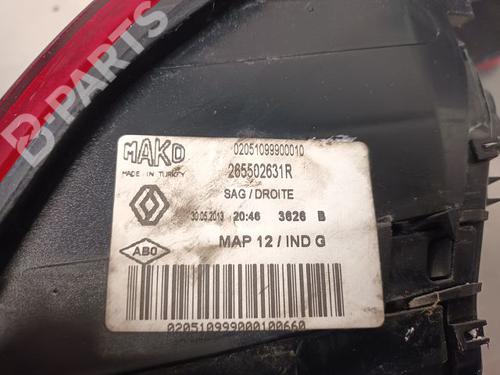 B-PARTS
MAKO
02051099900010
MADE IN TURKEY
265502631R
SAG / DROITE
30.05.2013 20:46 3626 B
ABO
MAP 12 / IND G
020510999000100660